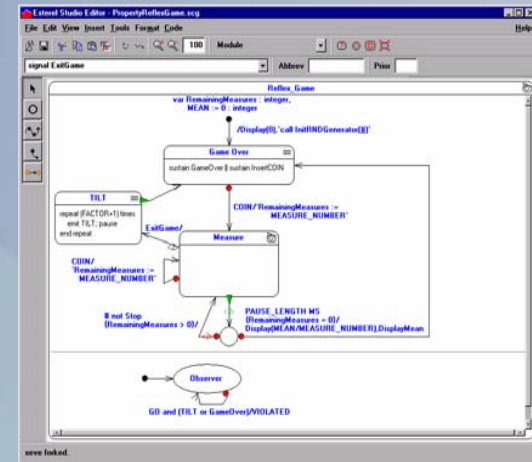 Esterel Studio Editor - PropertyReflexGame.scg
File Edit View Insert Tools Format Code Help
100 Module
signal ExitGame Abbrev Prior
Reflex_Game
var RemainingMeasures : integer,
MEAN := 0 : integer
/Display(0),'call InitRNDGenerator()()'
Game Over
sustain GameOver || sustain InsertCOIN
TILT
repeat (FACTOR+1) times
emit TILT; pause
end repeat
COIN/'RemainingMeasures :=
MEASURE_NUMBER'
ExitGame/
Measure
COIN/
'RemainingMeasures :=
MEASURE_NUMBER'
PAUSE_LENGTH MS
(RemainingMeasures = 0)/
Display(MEAN/MEASURE_NUMBER),DisplayMean
# not Stop
(RemainingMeasures > 0)/
Observer
GO and (TILT or GameOver)/VIOLATED
xeve forked.